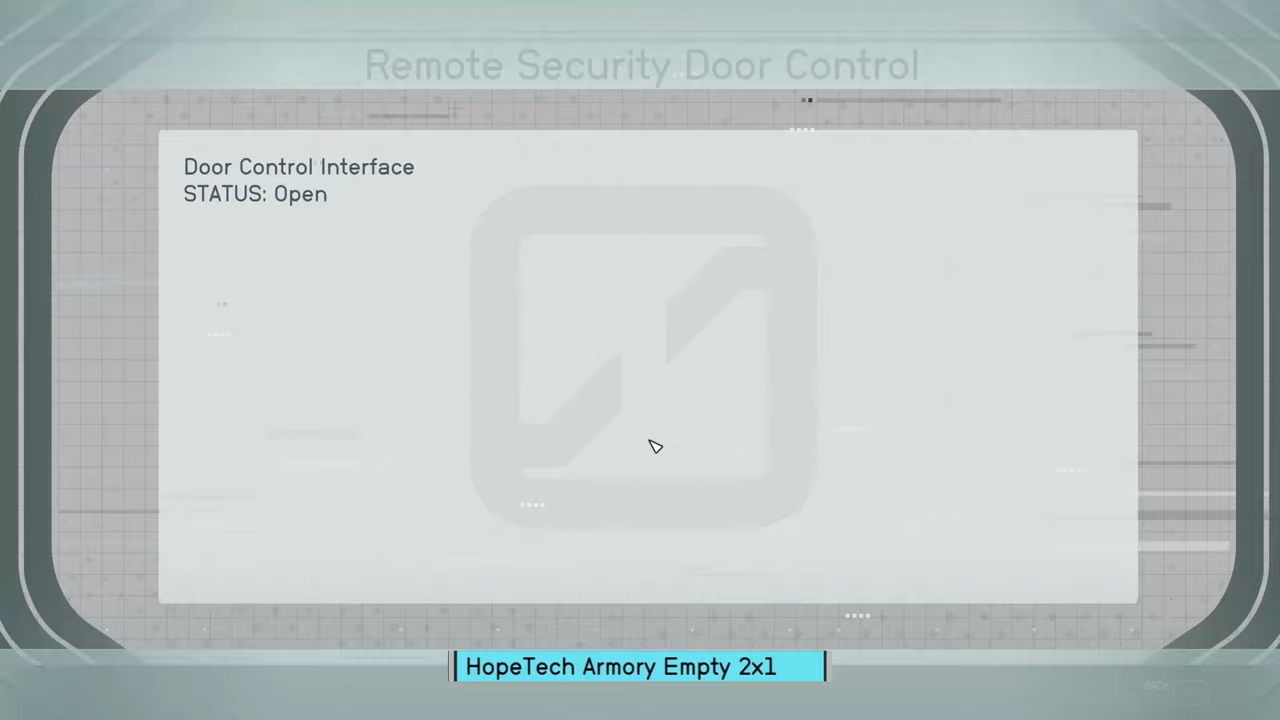 Remote Security Door Control
Door Control Interface
STATUS: Open
HopeTech Armory Empty 2x1